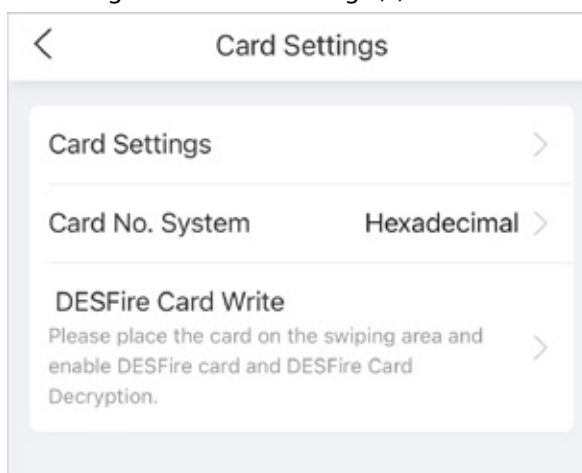 Card Settings
Card Settings
Card No. System Hexadecimal
DESFire Card Write
Please place the card on the swiping area and
enable DESFire card and DESFire Card
Decryption.